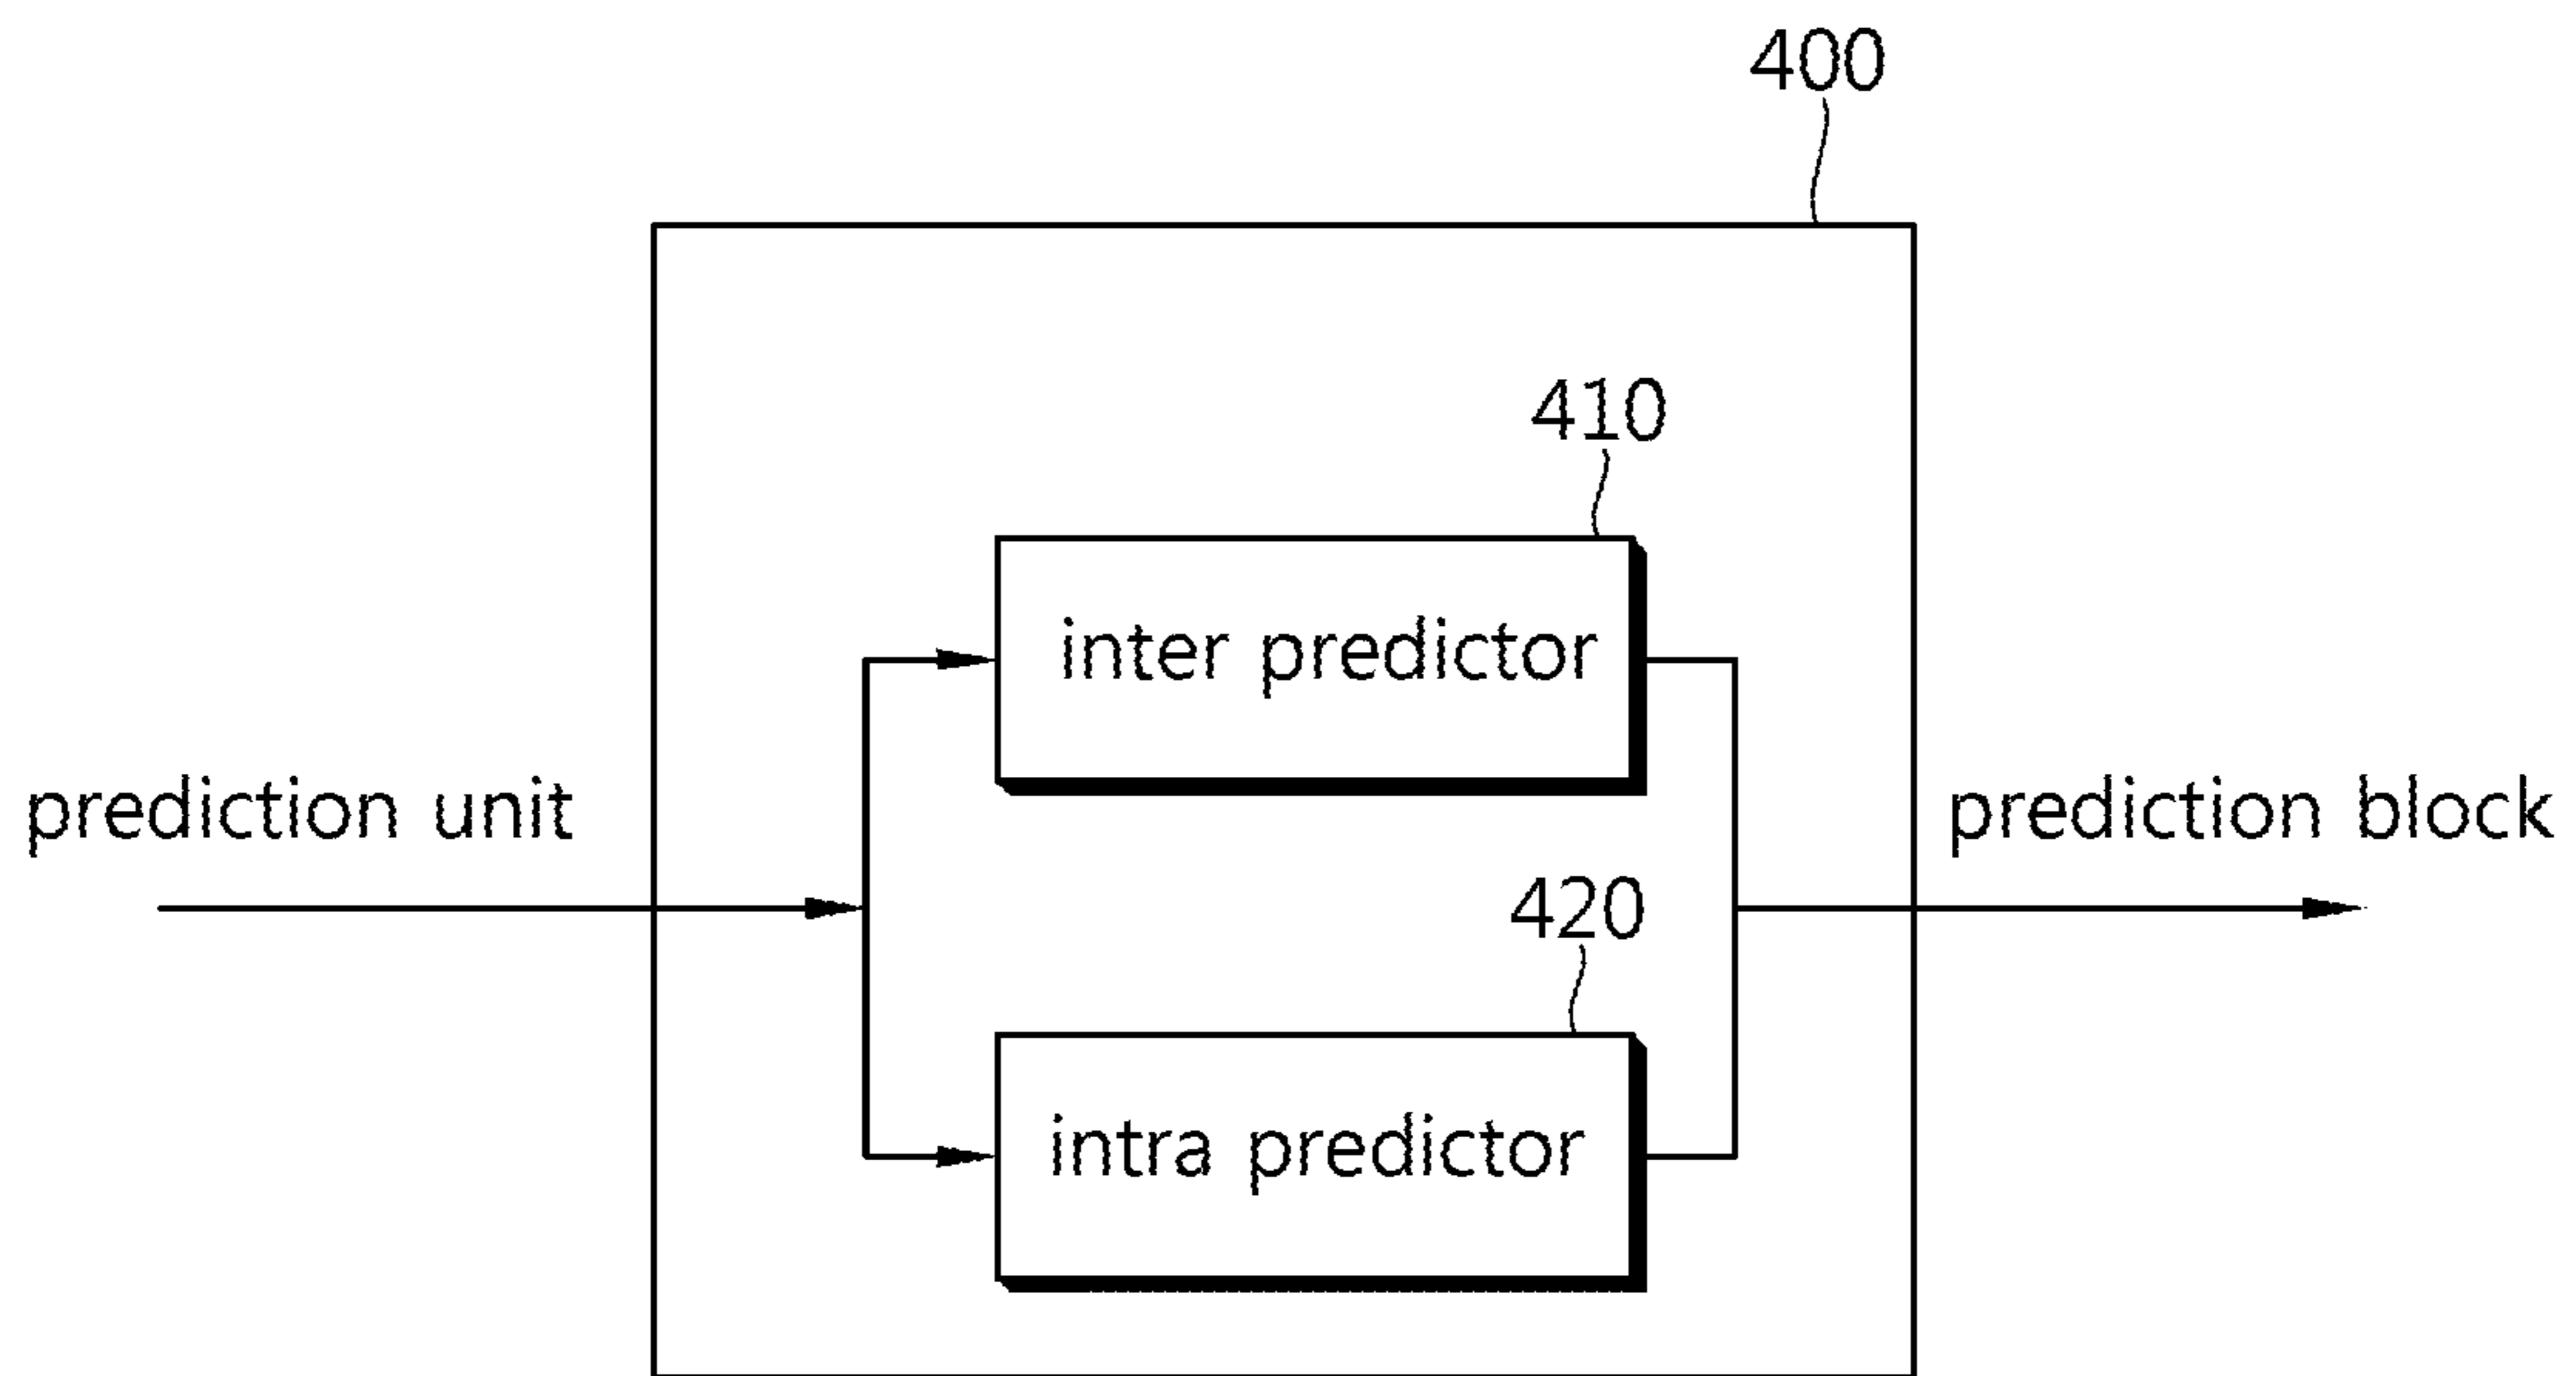 400
410
inter predictor
prediction unit
prediction block
420
intra predictor